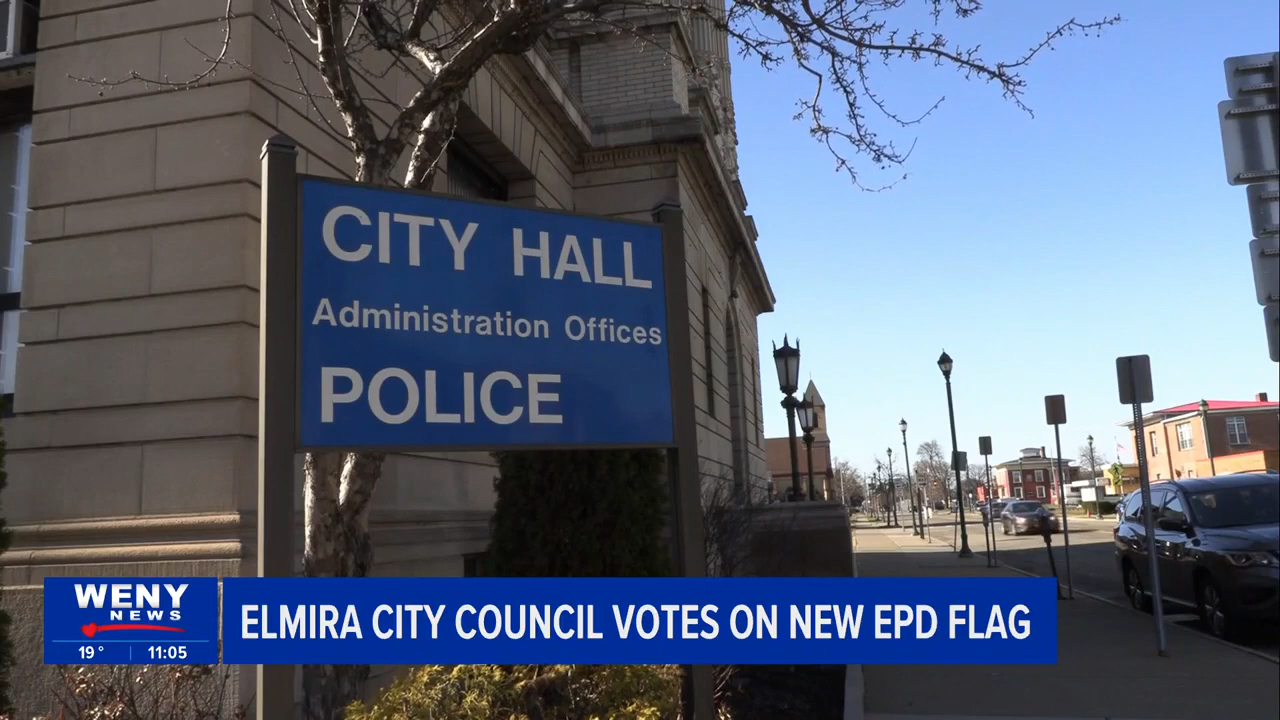 CITY HALL
Administration Offices
POLICE
WENY
NEWS
19° | 11:05
ELMIRA CITY COUNCIL VOTES ON NEW EPD FLAG